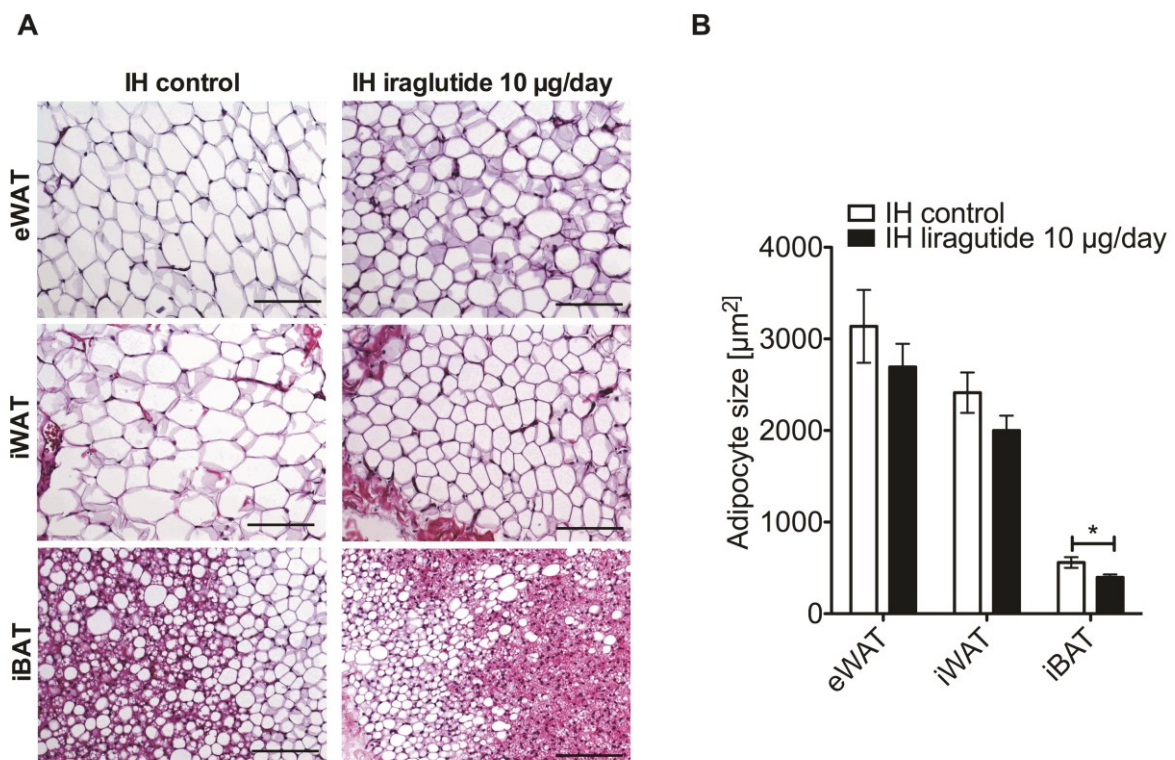 A
IH control
IH iraglutide 10 µg/day
eWAT
iWAT
iBAT
B
IH control
IH liragutide 10 µg/day
Adipocyte size [µm²]
4000
3000
2000
1000
0
*
eWAT
iWAT
iBAT